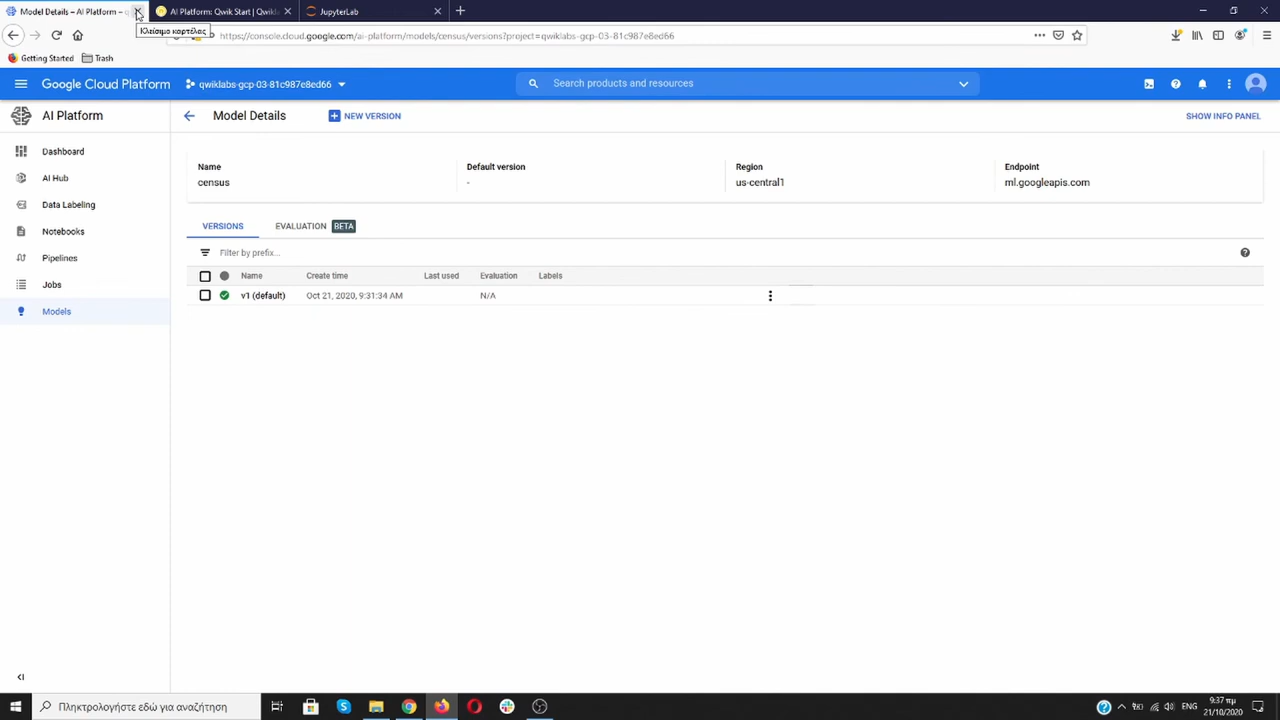 Model Details – AI Platform –
AI Platform: Qwik Start | Qwikla
JupyterLab
Κλείσιμο καρτέλας
https://console.cloud.google.com/ai-platform/models/census/versions?project=qwiklabs-gcp-03-81c987e8ed66
Getting Started
Trash
Google Cloud Platform
qwiklabs-gcp-03-81c987e8ed66
Search products and resources
AI Platform
Model Details
NEW VERSION
SHOW INFO PANEL
Dashboard
AI Hub
Data Labeling
Notebooks
Pipelines
Jobs
Models
Name
Default version
Region
Endpoint
census
-
us-central1
ml.googleapis.com
VERSIONS
EVALUATION BETA
Filter by prefix...
Name
Create time
Last used
Evaluation
Labels
v1 (default)
Oct 21, 2020, 9:31:34 AM
N/A
Πληκτρολογήστε εδώ για αναζήτηση
ENG
9:37 πμ
21/10/2020